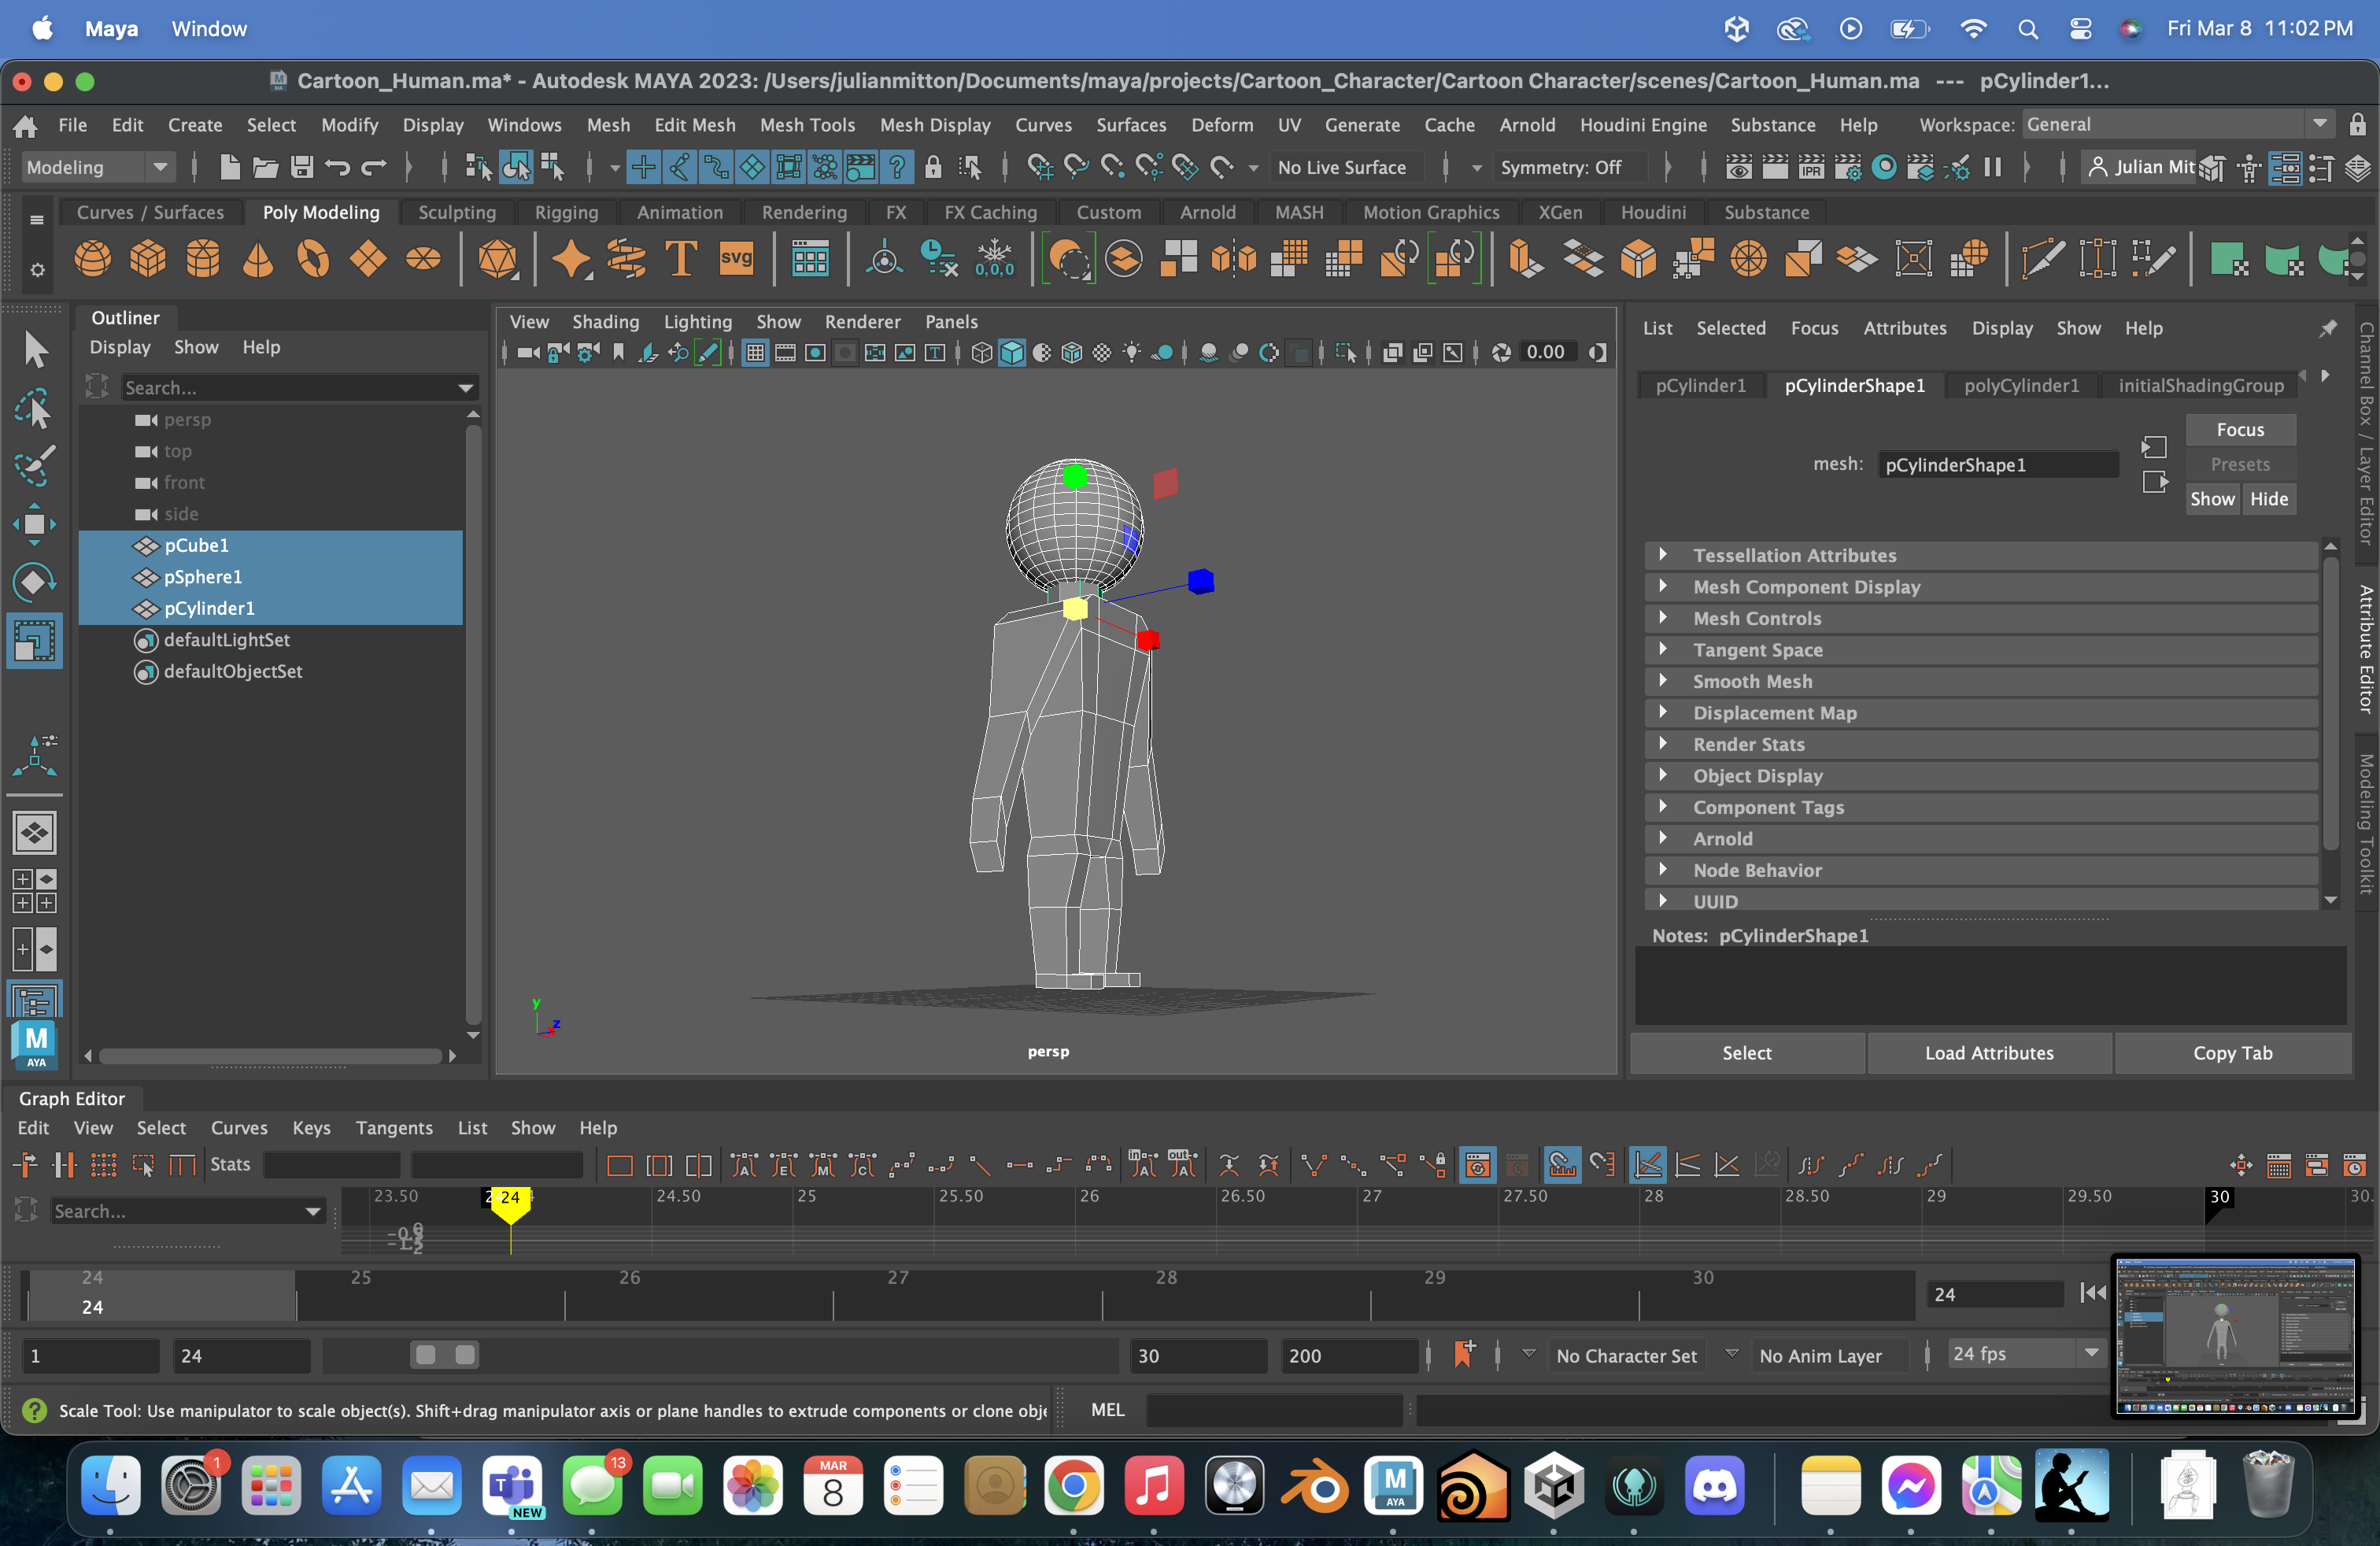 Maya Window Fri Mar 8 11:02 PM
Cartoon_Human.ma* - Autodesk MAYA 2023: /Users/julianmitton/Documents/maya/projects/Cartoon_Character/Cartoon Character/scenes/Cartoon_Human.ma --- pCylinder1...
File Edit Create Select Modify Display Windows Mesh Edit Mesh Mesh Tools Mesh Display Curves Surfaces Deform UV Generate Cache Arnold Houdini Engine Substance Help Workspace: General
Modeling No Live Surface Symmetry: Off IPR Julian Mit
Curves / Surfaces Poly Modeling Sculpting Rigging Animation Rendering FX FX Caching Custom Arnold MASH Motion Graphics XGen Houdini Substance
T svg 0,0,0
Outliner
Display Show Help
Search...
persp
top
front
side
pCube1
pSphere1
pCylinder1
defaultLightSet
defaultObjectSet
M
AYA
View Shading Lighting Show Renderer Panels
0.00
y
z
persp
List Selected Focus Attributes Display Show Help
pCylinder1 pCylinderShape1 polyCylinder1 initialShadingGroup
Focus
mesh: pCylinderShape1
Presets
Show Hide
Tessellation Attributes
Mesh Component Display
Mesh Controls
Tangent Space
Smooth Mesh
Displacement Map
Render Stats
Object Display
Component Tags
Arnold
Node Behavior
UUID
Notes: pCylinderShape1
Select Load Attributes Copy Tab
Channel Box / Layer Editor
Attribute Editor
Modeling Toolkit
Graph Editor
Edit View Select Curves Keys Tangents List Show Help
Stats A E M C in A out A
Search...
23.50 24 24.50 25 25.50 26 26.50 27 27.50 28 28.50 29 29.50 30 30.
24 25 26 27 28 29 30
24
24
1 24 30 200 No Character Set No Anim Layer 24 fps
Scale Tool: Use manipulator to scale object(s). Shift+drag manipulator axis or plane handles to extrude components or clone obje
MEL
1
NEW
13
MAR
8
M
AYA